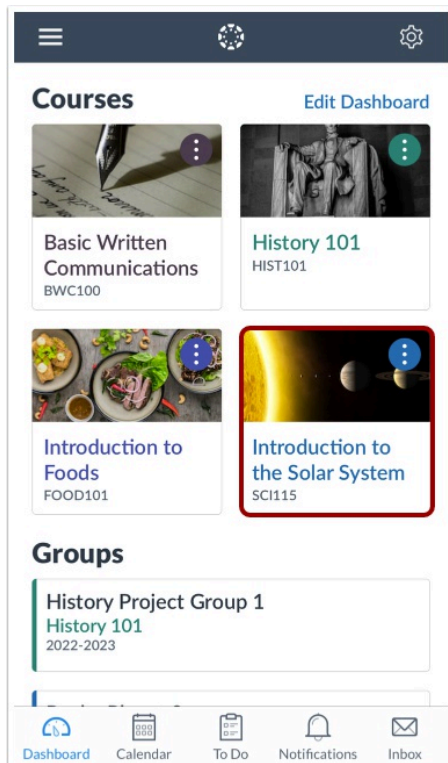 Courses
Edit Dashboard
Basic Written
Communications
BWC100
History 101
HIST101
Introduction to
Foods
FOOD101
Introduction to
the Solar System
SCI115
Groups
History Project Group 1
History 101
2022-2023
Dashboard
Calendar
To Do
Notifications
Inbox